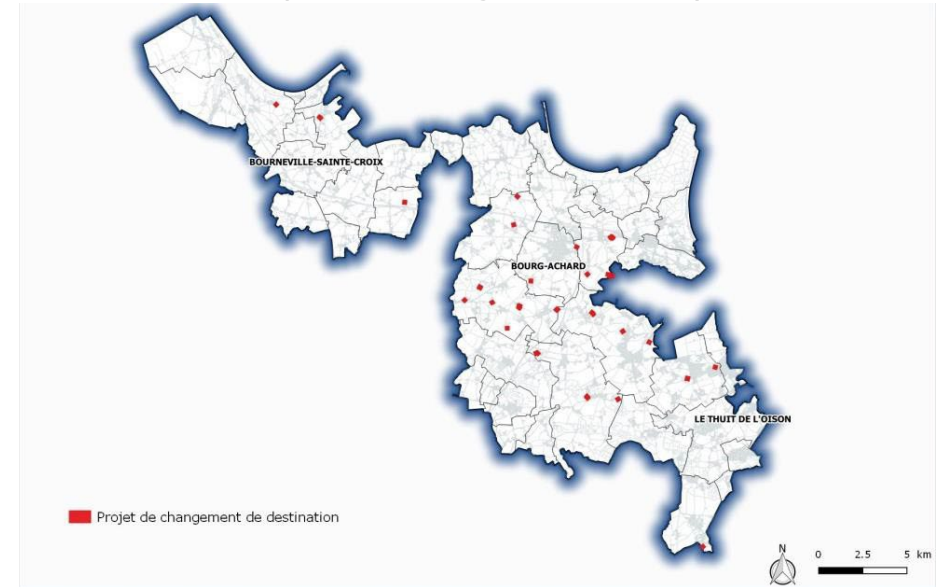 BOURNEVILLE-SAINTE-CROIX
BOURG-ACHARD
LE THUIT DE L'OISON
Projet de changement de destination
N
0 2.5 5 km